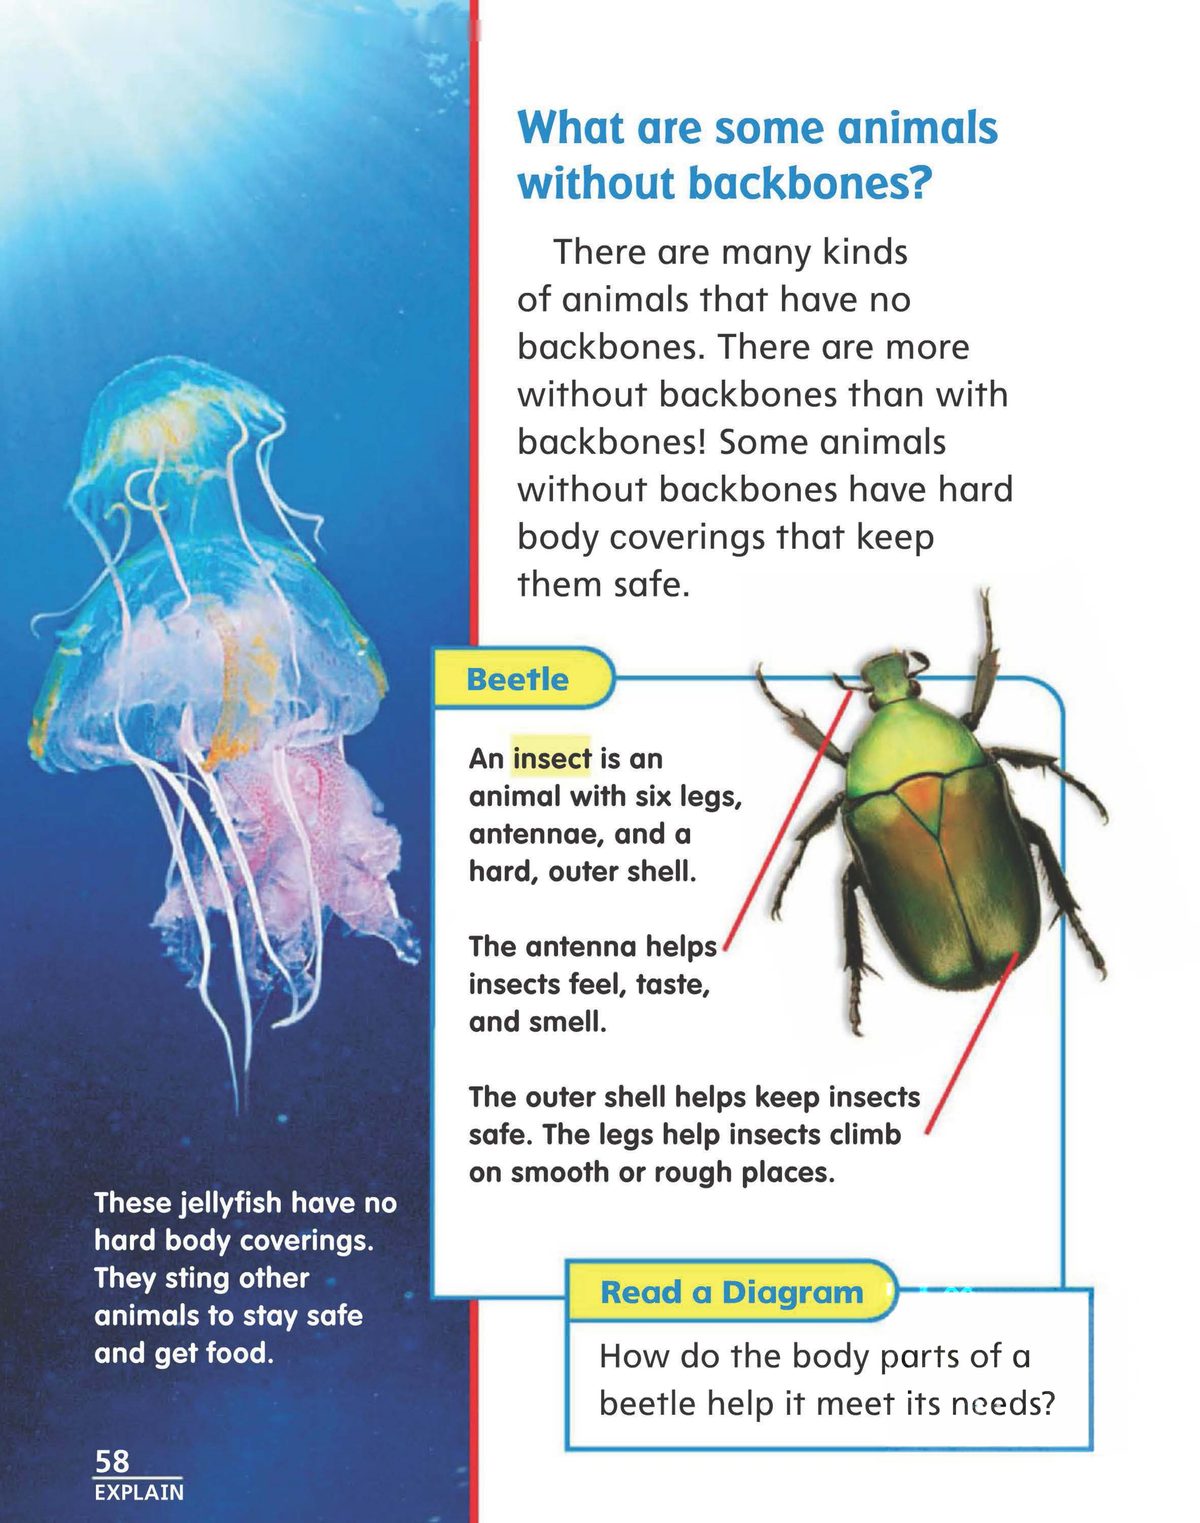 What are some animals
without backbones?
There are many kinds
of animals that have no
backbones. There are more
without backbones than with
backbones! Some animals
without backbones have hard
body coverings that keep
them safe.
Beetle
An insect is an
animal with six legs,
antennae, and a
hard, outer shell.
The antenna helps
insects feel, taste,
and smell.
The outer shell helps keep insects
safe. The legs help insects climb
on smooth or rough places.
These jellyfish have no
hard body coverings.
They sting other
animals to stay safe
and get food.
Read a Diagram
How do the body parts of a
beetle help it meet its needs?
58
EXPLAIN